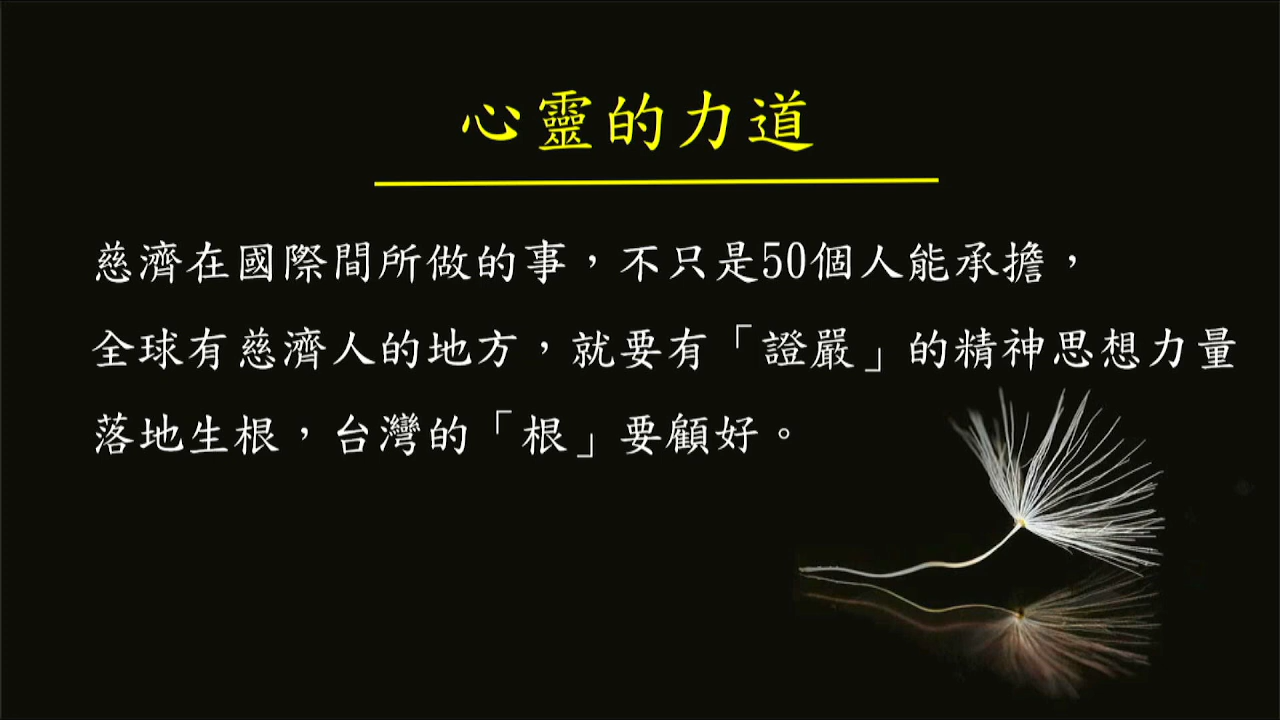 心靈的力道
慈濟在國際間所做的事，不只是50個人能承擔，
全球有慈濟人的地方，就要有「證嚴」的精神思想力量
落地生根，台灣的「根」要顧好。